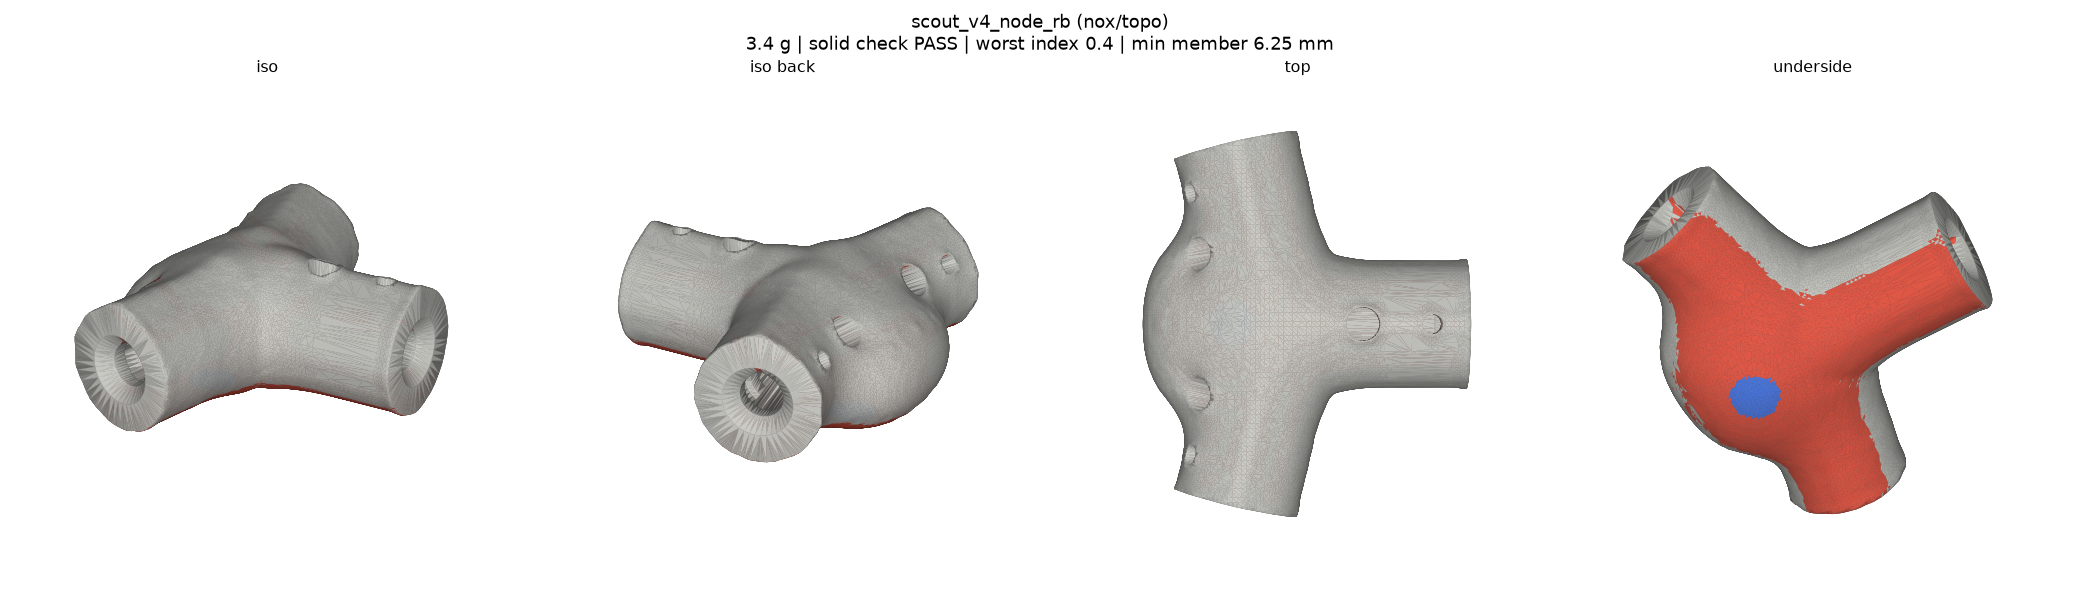 scout_v4_node_rb (nox/topo)
3.4 g | solid check PASS | worst index 0.4 | min member 6.25 mm
iso
iso back
top
underside